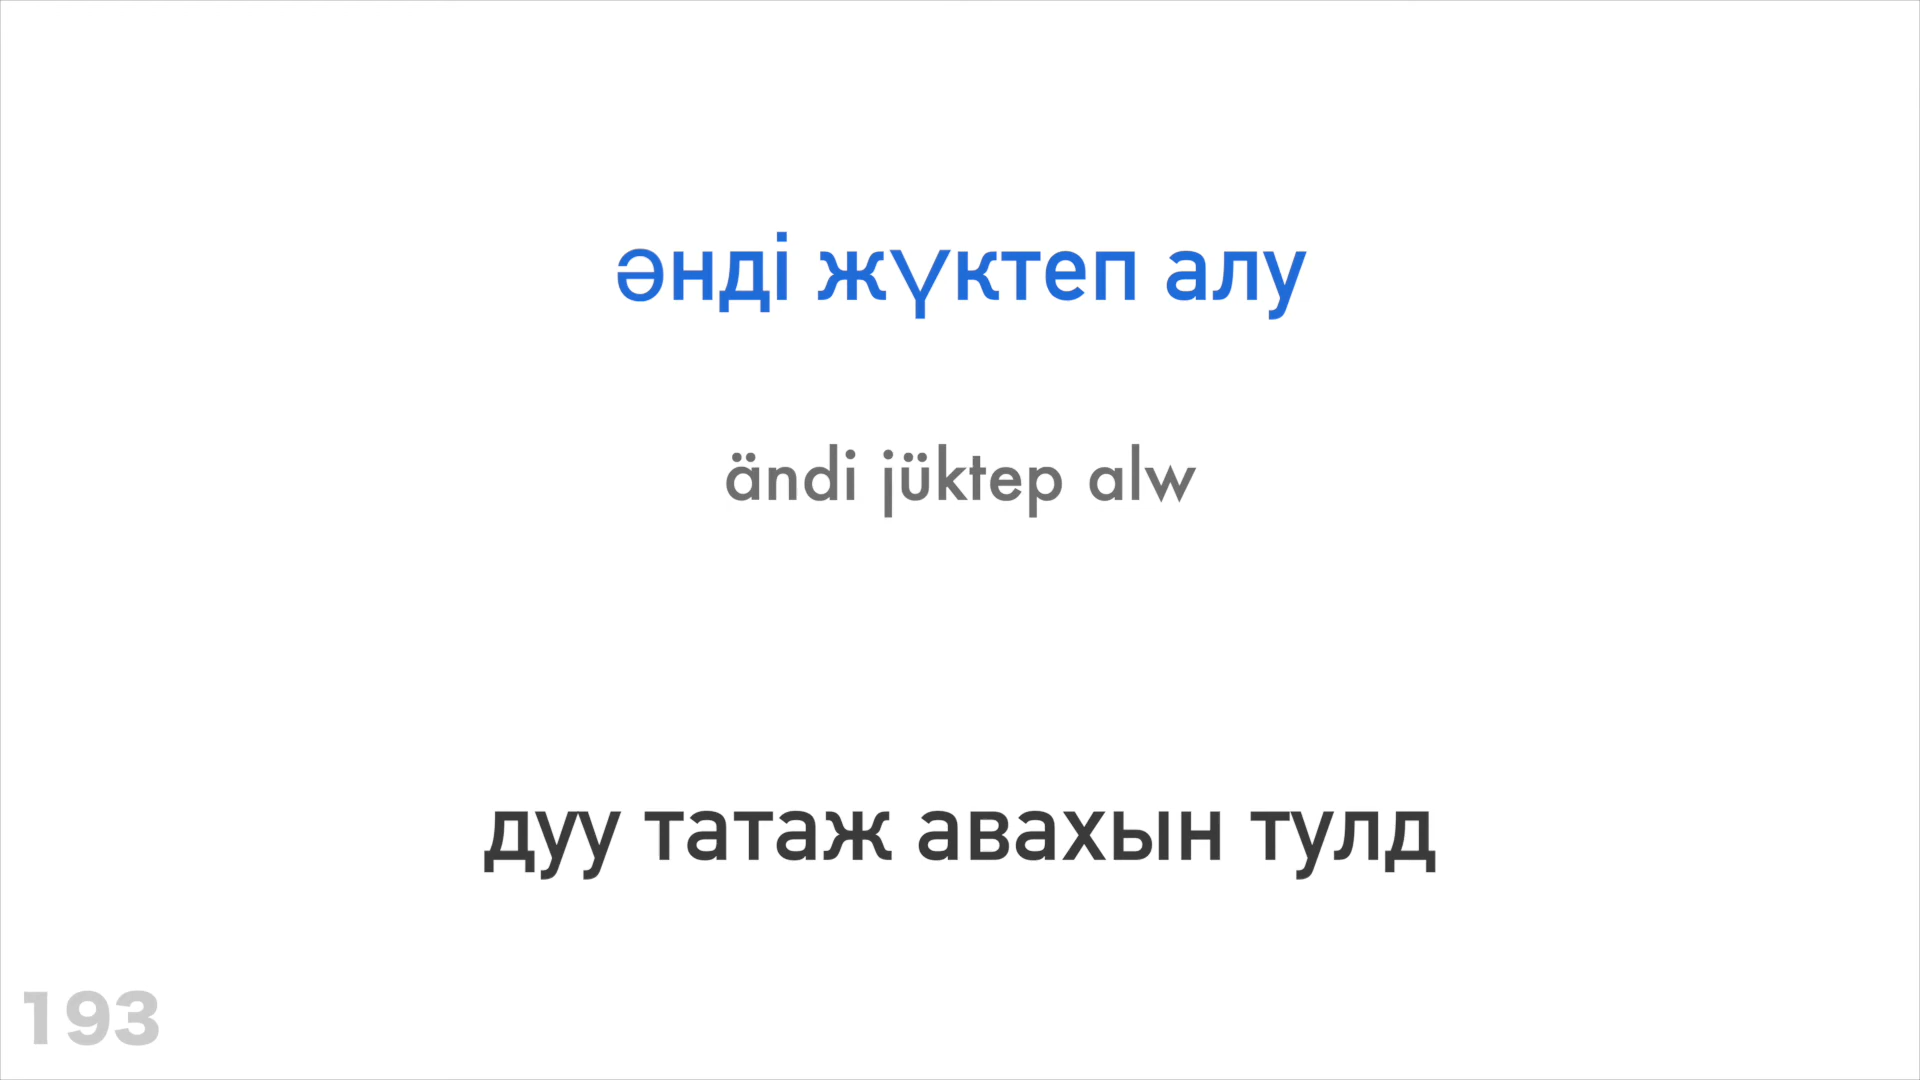 әнді жүктеп алу
ändi jüktep alw
дуу татаж авахын тулд
193